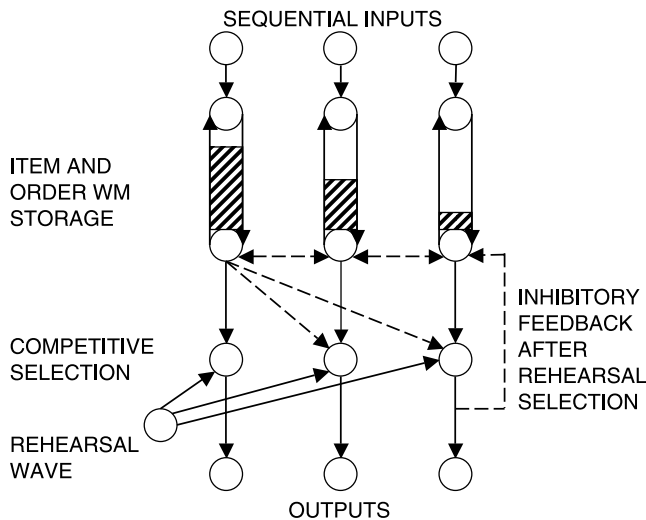 SEQUENTIAL INPUTS
ITEM AND
ORDER WM
STORAGE
INHIBITORY
FEEDBACK
AFTER
REHEARSAL
SELECTION
COMPETITIVE
SELECTION
REHEARSAL
WAVE
OUTPUTS